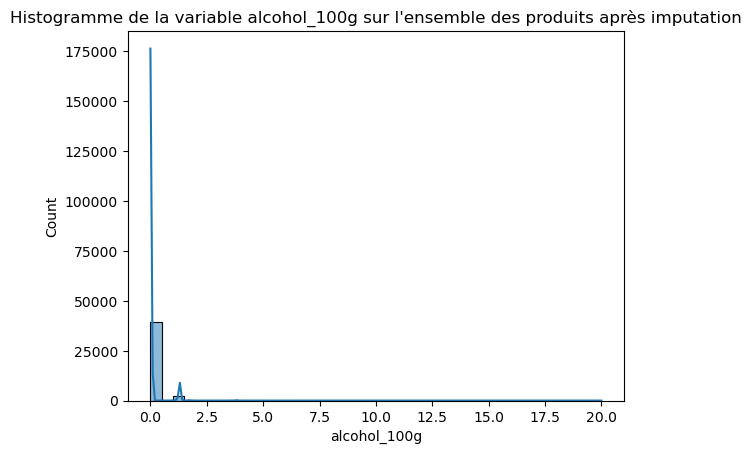 Histogramme de la variable alcohol_100g sur l'ensemble des produits après imputation
175000
150000
125000
100000
75000
50000
25000
0
Count
0.0 2.5 5.0 7.5 10.0 12.5 15.0 17.5 20.0
alcohol_100g